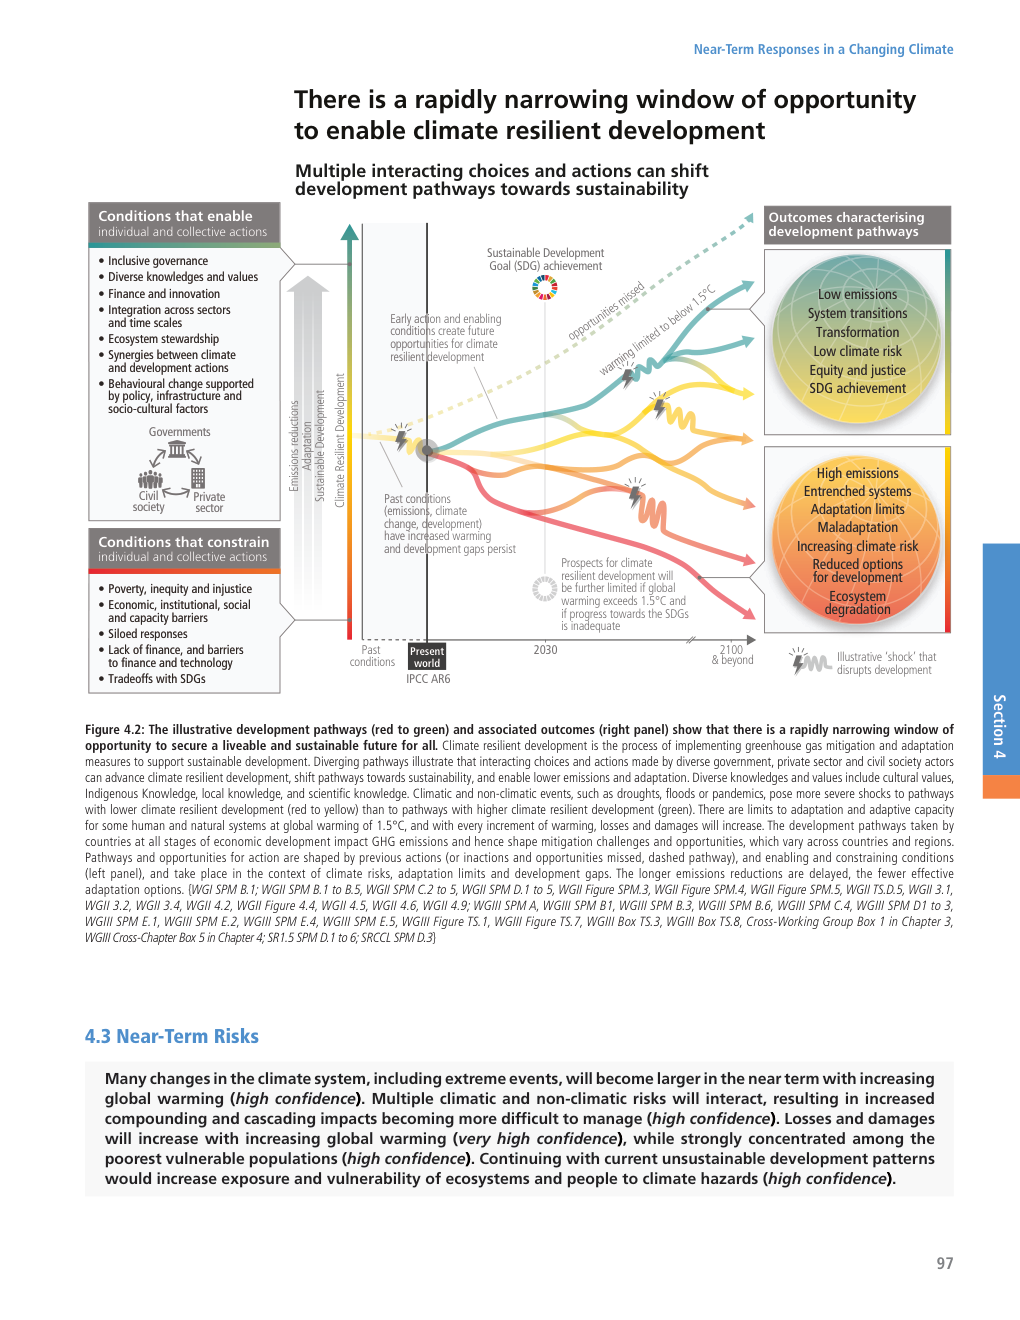 Near-Term Responses in a Changing Climate
There is a rapidly narrowing window of opportunity
to enable climate resilient development
Multiple interacting choices and actions can shift
development pathways towards sustainability
Conditions that enable
individual and collective actions
• Inclusive governance
• Diverse knowledges and values
• Finance and innovation
• Integration across sectors
and time scales
• Ecosystem stewardship
• Synergies between climate
and development actions
• Behavioural change supported
by policy, infrastructure and
socio-cultural factors
Governments
Civil
society
Private
sector
Conditions that constrain
individual and collective actions
• Poverty, inequity and injustice
• Economic, institutional, social
and capacity barriers
• Siloed responses
• Lack of finance, and barriers
to finance and technology
• Tradeoffs with SDGs
Emissions reductions
Adaptation
Sustainable Development
Climate Resilient Development
Sustainable Development
Goal (SDG) achievement
Early action and enabling
conditions create future
opportunities for climate
resilient development
opportunities missed
warming limited to below 1.5°C
Past conditions
(emissions, climate
change, development)
have increased warming
and development gaps persist
Prospects for climate
resilient development will
be further limited if global
warming exceeds 1.5°C and
if progress towards the SDGs
is inadequate
Past
conditions
Present
world
IPCC AR6
2030
2100
& beyond
Outcomes characterising
development pathways
Low emissions
System transitions
Transformation
Low climate risk
Equity and justice
SDG achievement
High emissions
Entrenched systems
Adaptation limits
Maladaptation
Increasing climate risk
Reduced options
for development
Ecosystem
degradation
Illustrative ‘shock’ that
disrupts development
Section 4
Figure 4.2: The illustrative development pathways (red to green) and associated outcomes (right panel) show that there is a rapidly narrowing window of
opportunity to secure a liveable and sustainable future for all. Climate resilient development is the process of implementing greenhouse gas mitigation and adaptation
measures to support sustainable development. Diverging pathways illustrate that interacting choices and actions made by diverse government, private sector and civil society actors
can advance climate resilient development, shift pathways towards sustainability, and enable lower emissions and adaptation. Diverse knowledges and values include cultural values,
Indigenous Knowledge, local knowledge, and scientific knowledge. Climatic and non-climatic events, such as droughts, floods or pandemics, pose more severe shocks to pathways
with lower climate resilient development (red to yellow) than to pathways with higher climate resilient development (green). There are limits to adaptation and adaptive capacity
for some human and natural systems at global warming of 1.5°C, and with every increment of warming, losses and damages will increase. The development pathways taken by
countries at all stages of economic development impact GHG emissions and hence shape mitigation challenges and opportunities, which vary across countries and regions.
Pathways and opportunities for action are shaped by previous actions (or inactions and opportunities missed, dashed pathway), and enabling and constraining conditions
(left panel), and take place in the context of climate risks, adaptation limits and development gaps. The longer emissions reductions are delayed, the fewer effective
adaptation options. {WGI SPM B.1; WGII SPM B.1 to B.5, WGII SPM C.2 to 5, WGII SPM D.1 to 5, WGII Figure SPM.3, WGII Figure SPM.4, WGII Figure SPM.5, WGII TS.D.5, WGII 3.1,
WGII 3.2, WGII 3.4, WGII 4.2, WGII Figure 4.4, WGII 4.5, WGII 4.6, WGII 4.9; WGIII SPM A, WGIII SPM B1, WGIII SPM B.3, WGIII SPM B.6, WGIII SPM C.4, WGIII SPM D1 to 3,
WGIII SPM E.1, WGIII SPM E.2, WGIII SPM E.4, WGIII SPM E.5, WGIII Figure TS.1, WGIII Figure TS.7, WGIII Box TS.3, WGIII Box TS.8, Cross-Working Group Box 1 in Chapter 3,
WGIII Cross-Chapter Box 5 in Chapter 4; SR1.5 SPM D.1 to 6; SRCCL SPM D.3}
4.3 Near-Term Risks
Many changes in the climate system, including extreme events, will become larger in the near term with increasing
global warming (high confidence). Multiple climatic and non-climatic risks will interact, resulting in increased
compounding and cascading impacts becoming more difficult to manage (high confidence). Losses and damages
will increase with increasing global warming (very high confidence), while strongly concentrated among the
poorest vulnerable populations (high confidence). Continuing with current unsustainable development patterns
would increase exposure and vulnerability of ecosystems and people to climate hazards (high confidence).
97